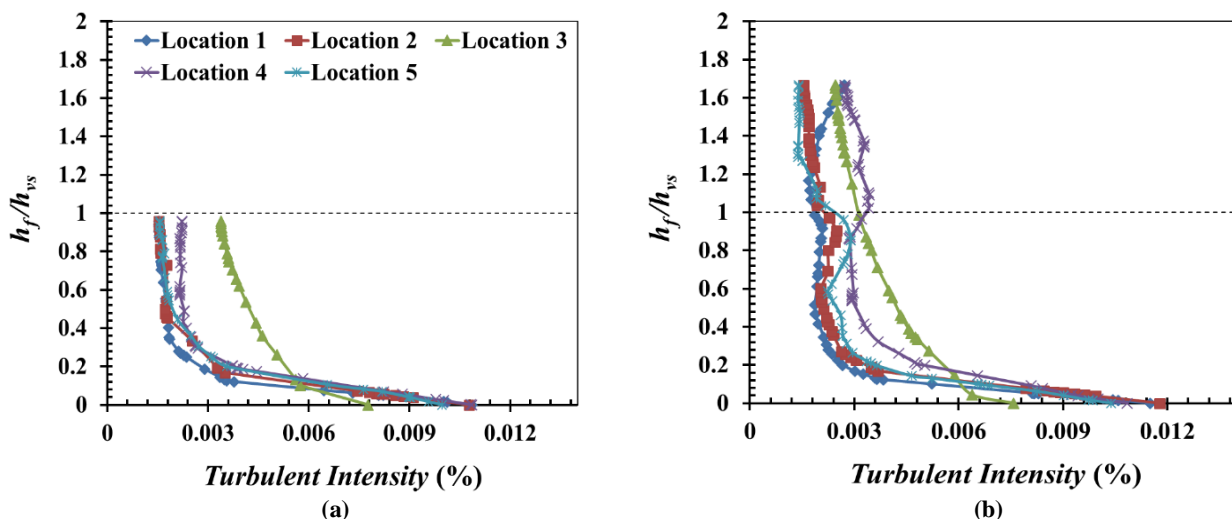 2
1.8
1.6
1.4
1.2
1
0.8
0.6
0.4
0.2
0
h_f/h_vs
Location 1 Location 2 Location 3
Location 4 Location 5
0 0.003 0.006 0.009 0.012
Turbulent Intensity (%)
(a)
2
1.8
1.6
1.4
1.2
1
0.8
0.6
0.4
0.2
0
h_f/h_vs
0 0.003 0.006 0.009 0.012
Turbulent Intensity (%)
(b)